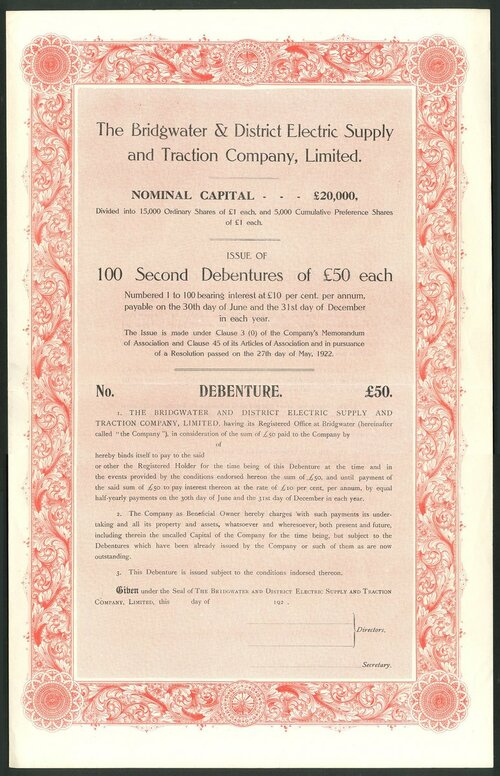 The Bridgwater & District Electric Supply
and Traction Company, Limited.
NOMINAL CAPITAL - - - £20,000,
Divided into 15,000 Ordinary Shares of £1 each, and 5,000 Cumulative Preference Shares
of £1 each.
ISSUE OF
100 Second Debentures of £50 each
Numbered 1 to 100 bearing interest at £10 per cent. per annum,
payable on the 30th day of June and the 31st day of December
in each year.
The Issue is made under Clause 3 (0) of the Company's Memorandum
of Association and Clause 45 of its Articles of Association and in pursuance
of a Resolution passed on the 27th day of May, 1922.
No. DEBENTURE. £50.
1. THE BRIDGWATER AND DISTRICT ELECTRIC SUPPLY AND
TRACTION COMPANY, LIMITED, having its Registered Office at Bridgwater (hereinafter
called "the Company"), in consideration of the sum of £50 paid to the Company by
of
hereby binds itself to pay to the said
or other the Registered Holder for the time being of this Debenture at the time and in
the events provided by the conditions endorsed hereon the sum of £50, and until payment
of the said sum of £50 to pay interest thereon at the rate of £10 per cent, per annum, by equal
half-yearly payments on the 30th day of June and the 31st day of December in each year.
2. The Company as Beneficial Owner hereby charges with such payments its under-
taking and all its property and assets, whatsoever and wheresoever, both present and future,
including therein the uncalled Capital of the Company for the time being, but subject to the
Debentures which have been already issued by the Company or such of them as are now
outstanding.
3. This Debenture is issued subject to the conditions indorsed thereon.
Given under the Seal of THE BRIDGWATER AND DISTRICT ELECTRIC SUPPLY AND TRACTION
COMPANY, LIMITED, this day of 192 .
Directors.
Secretary.